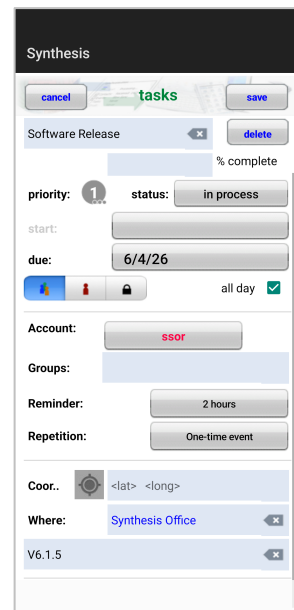 Synthesis
cancel tasks save
Software Release delete
% complete
priority: 1 status: in process
start:
due: 6/4/26
all day
Account: ssor
Groups:
Reminder: 2 hours
Repetition: One-time event
Coor.. <lat> <long>
Where: Synthesis Office
V6.1.5